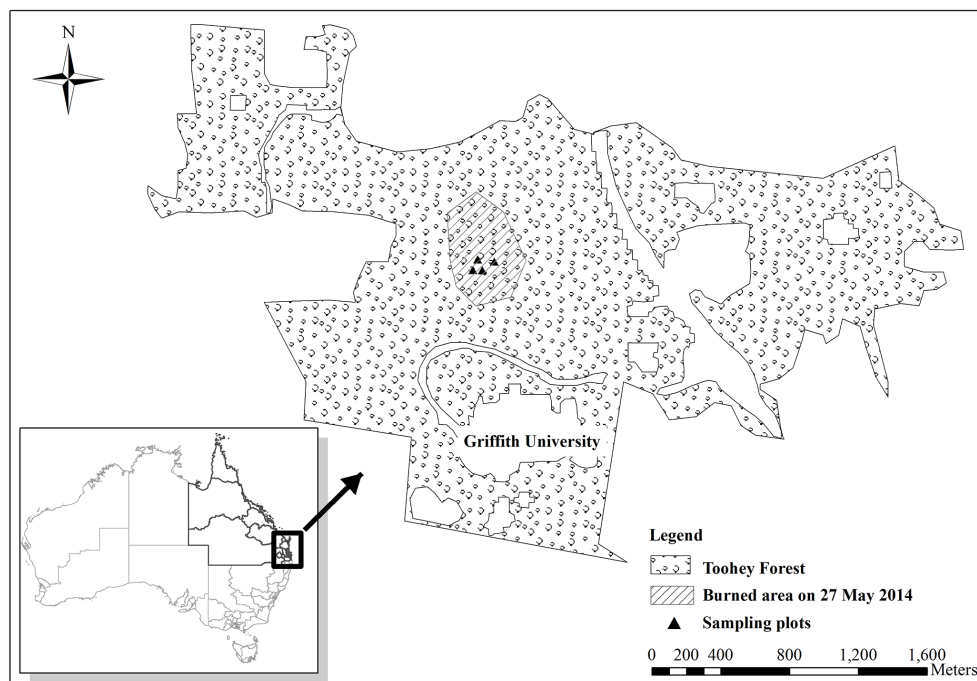 N
Griffith University
Legend
Toohey Forest
Burned area on 27 May 2014
Sampling plots
0 200 400 800 1,200 1,600
Meters